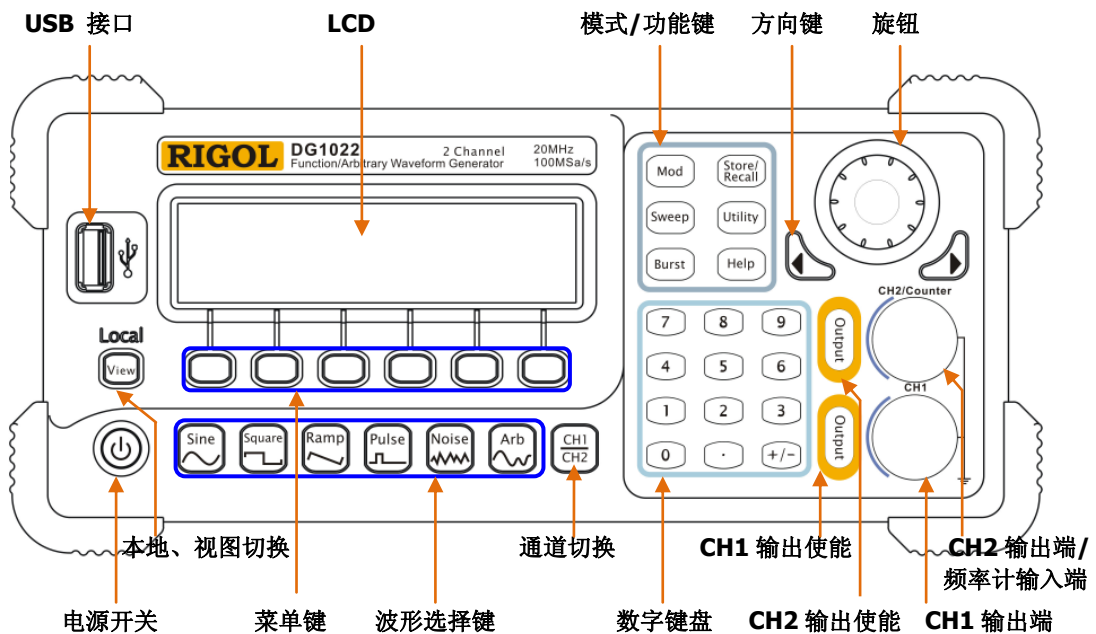 USB 接口
LCD
模式/功能键
方向键
旋钮
RIGOL
DG1022
2 Channel
20MHz
Function/Arbitrary Waveform Generator
100MSa/s
Mod
Store/
Recall
Sweep
Utility
Burst
Help
CH2/Counter
Local
View
7
8
9
Output
4
5
6
CH1
1
2
3
Output
0
.
+/-
Sine
Square
Ramp
Pulse
Noise
Arb
CH1
CH2
本地、视图切换
通道切换
CH1 输出使能
CH2 输出端/
频率计输入端
电源开关
菜单键
波形选择键
数字键盘
CH2 输出使能
CH1 输出端